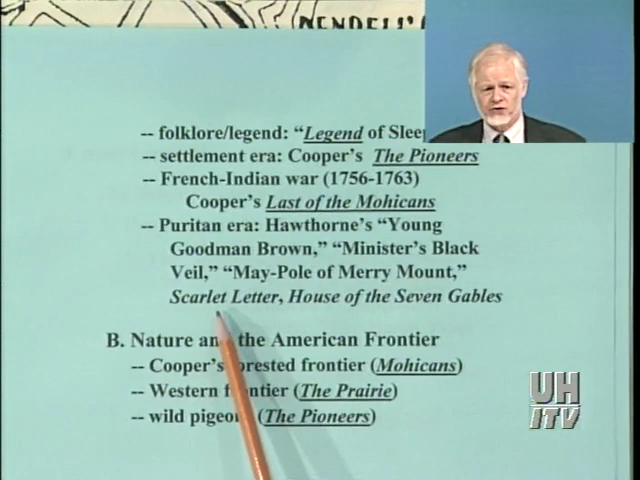 -- folklore/legend: "Legend of
-- settlement era: Cooper's The Pioneers
-- French-Indian war (1756-1763)
Cooper's Last of the Mohicans
-- Puritan era: Hawthorne's "Young
Goodman Brown," "Minister's Black
Veil," "May-Pole of Merry Mount,"
Scarlet Letter, House of the Seven Gables
B. Nature the American Frontier
-- Cooper's frontier (Mohicans)
-- Western (The Prairie)
-- wild (The Pioneers)
UH
ITV